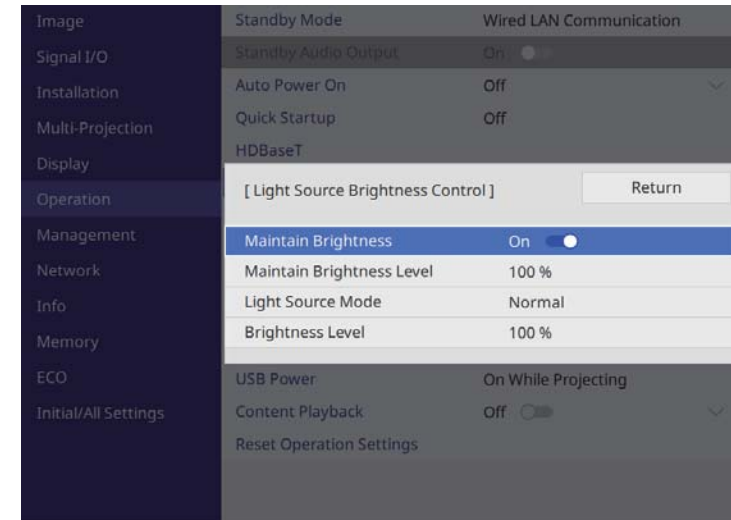 Image
Signal I/O
Installation
Multi-Projection
Display
Operation
Management
Network
Info
Memory
ECO
Initial/All Settings
Standby Mode Wired LAN Communication
Standby Audio Output On
Auto Power On Off
Quick Startup Off
HDBaseT
[ Light Source Brightness Control ] Return
Maintain Brightness On
Maintain Brightness Level 100 %
Light Source Mode Normal
Brightness Level 100 %
USB Power On While Projecting
Content Playback Off
Reset Operation Settings